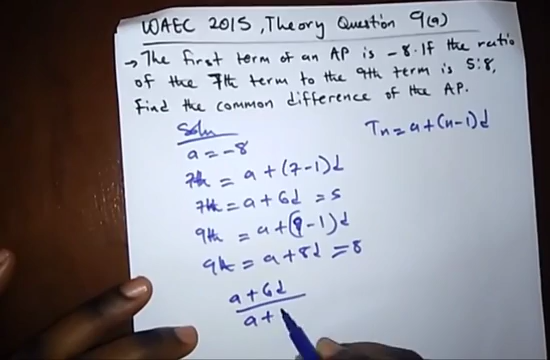 WAEC 2015, Theory Question 9(a)
→ The first term of an AP is -8. If the ratio
of the 7th term to the 9th term is 5:8,
find the common difference of the AP.
Soln
Tn = a + (n-1)d
a = -8
7th = a + (7-1)d
7th = a + 6d = 5
9th = a + (9-1)d
9th = a + 8d = 8
a + 6d
a +